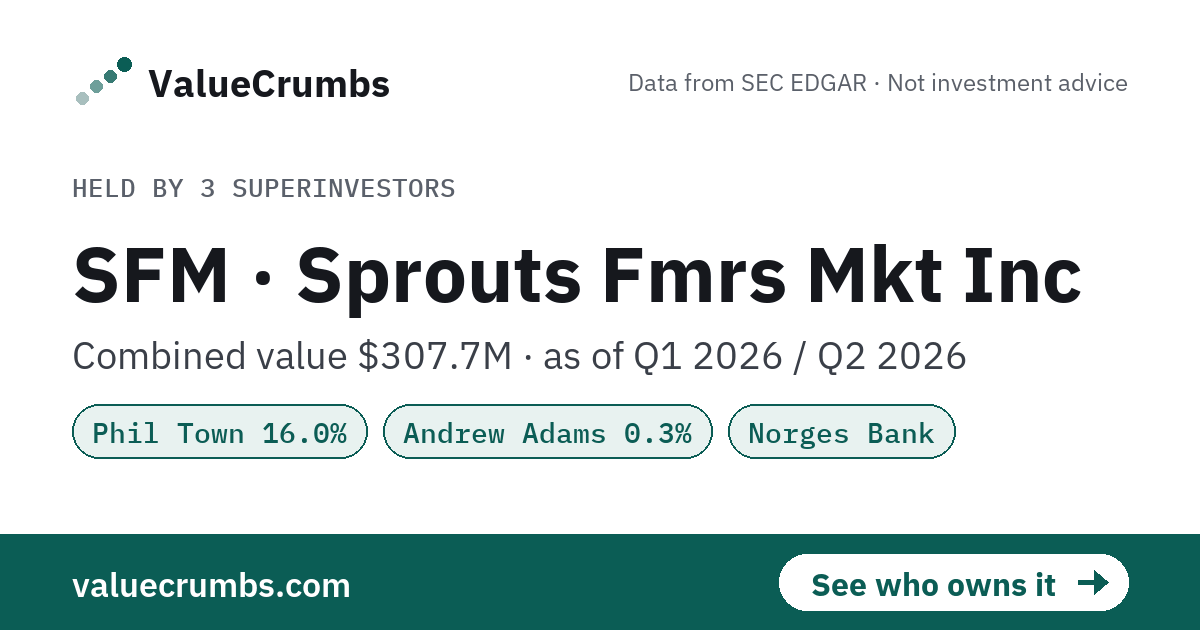 ValueCrumbs
Data from SEC EDGAR · Not investment advice
HELD BY 3 SUPERINVESTORS
SFM · Sprouts Fmrs Mkt Inc
Combined value $307.7M · as of Q1 2026 / Q2 2026
Phil Town 16.0%
Andrew Adams 0.3%
Norges Bank
valuecrumbs.com
See who owns it →